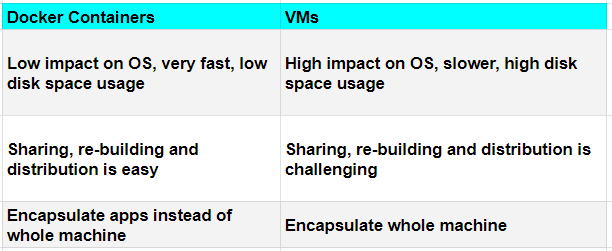 Docker Containers
VMs
Low impact on OS, very fast, low
disk space usage
High impact on OS, slower, high disk
space usage
Sharing, re-building and
distribution is easy
Sharing, re-building and distribution is
challenging
Encapsulate apps instead of
whole machine
Encapsulate whole machine